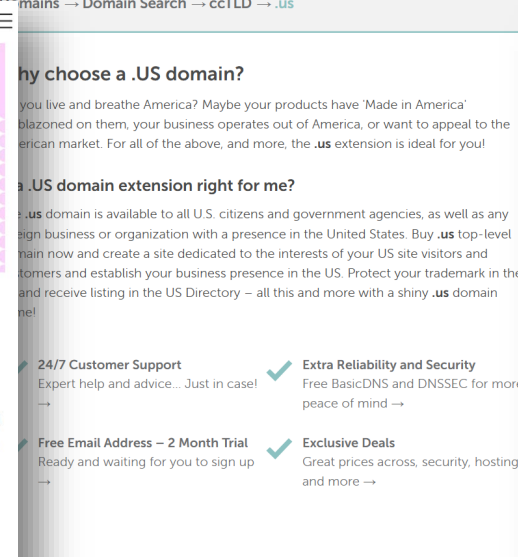 mains → Domain Search → ccTLD → .us
hy choose a .US domain?
you live and breathe America? Maybe your products have 'Made in America'
blazoned on them, your business operates out of America, or want to appeal to the
erican market. For all of the above, and more, the .us extension is ideal for you!
a .US domain extension right for me?
.us domain is available to all U.S. citizens and government agencies, as well as any
eign business or organization with a presence in the United States. Buy .us top-level
main now and create a site dedicated to the interests of your US site visitors and
stomers and establish your business presence in the US. Protect your trademark in the
and receive listing in the US Directory – all this and more with a shiny .us domain
me!
24/7 Customer Support
Expert help and advice... Just in case!
→
Extra Reliability and Security
Free BasicDNS and DNSSEC for more
peace of mind →
Free Email Address – 2 Month Trial
Ready and waiting for you to sign up
→
Exclusive Deals
Great prices across, security, hosting
and more →